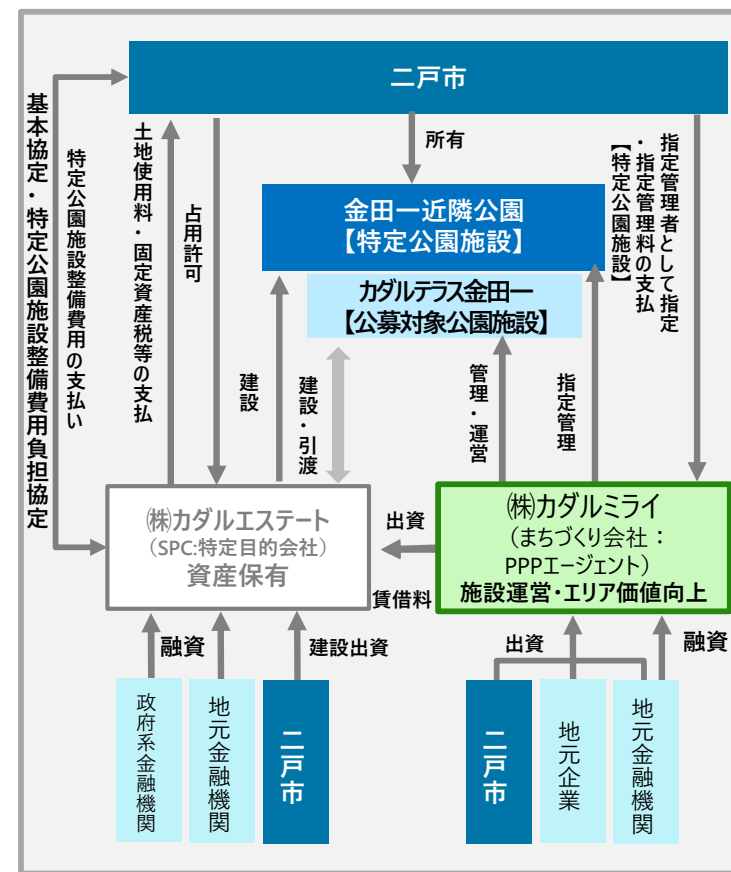 二戸市
基本協定・特定公園施設整備費用負担協定
特定公園施設整備費用の支払い
土地使用料・固定資産税等の支払
占用許可
所有
指定管理者として指定
・指定管理料の支払
【特定公園施設】
金田一近隣公園
【特定公園施設】
カダルテラス金田一
【公募対象公園施設】
建設
建設・引渡
管理・運営
指定管理
㈱カダルエステート
(SPC:特定目的会社)
資産保有
出資
賃借料
㈱カダルミライ
(まちづくり会社：
PPPエージェント)
施設運営・エリア価値向上
融資
建設出資
出資
融資
政府系金融機関
地元金融機関
二戸市
二戸市
地元企業
地元金融機関